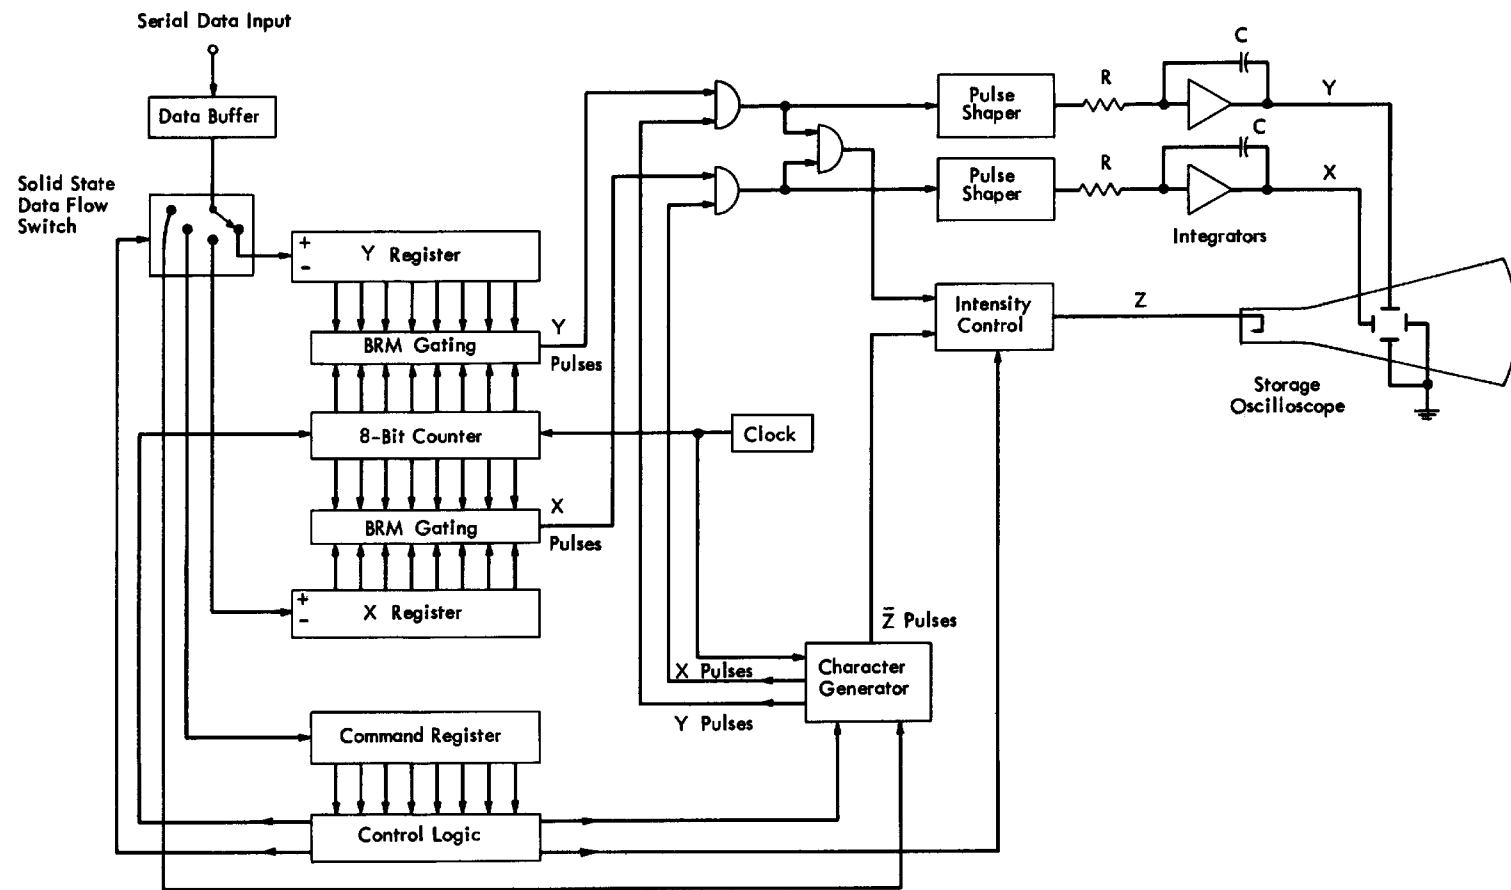 Serial Data Input
Data Buffer
Solid State
Data Flow
Switch
+
-
Y Register
BRM Gating
Y
Pulses
8-Bit Counter
Clock
BRM Gating
X
Pulses
+
-
X Register
Command Register
Control Logic
Pulse
Shaper
R
C
Y
Pulse
Shaper
R
C
X
Integrators
Intensity
Control
Z
Storage
Oscilloscope
Z̄ Pulses
X Pulses
Character
Generator
Y Pulses